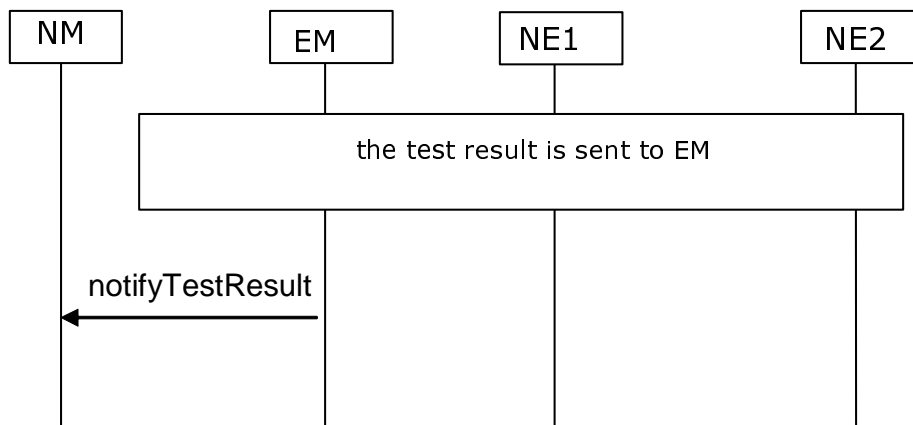 NM
EM
NE1
NE2
the test result is sent to EM
notifyTestResult